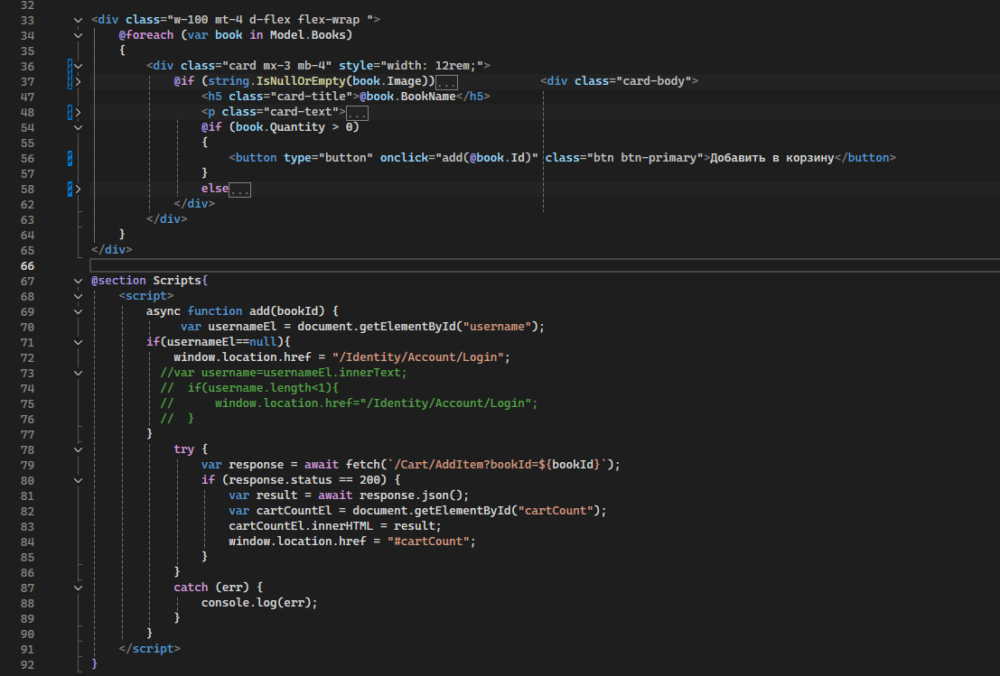 32
33 <div class="w-100 mt-4 d-flex flex-wrap ">
34     @foreach (var book in Model.Books)
35     {
36         <div class="card mx-3 mb-4" style="width: 12rem;">
37             @if (string.IsNullOrEmpty(book.Image))...            <div class="card-body">
47                 <h5 class="card-title">@book.BookName</h5>
48                 <p class="card-text">...
54                 @if (book.Quantity > 0)
55                 {
56                     <button type="button" onclick="add(@book.Id)" class="btn btn-primary">Добавить в корзину</button>
57                 }
58                 else...
62             </div>
63         </div>
64     }
65 </div>
66
67 @section Scripts{
68     <script>
69         async function add(bookId) {
70              var usernameEl = document.getElementById("username");
71         if(usernameEl==null){
72             window.location.href = "/Identity/Account/Login";
73           //var username=usernameEl.innerText;
74           //  if(username.length<1){
75           //      window.location.href="/Identity/Account/Login";
76           //  }
77         }
78             try {
79                 var response = await fetch(`/Cart/AddItem?bookId=${bookId}`);
80                 if (response.status == 200) {
81                     var result = await response.json();
82                     var cartCountEl = document.getElementById("cartCount");
83                     cartCountEl.innerHTML = result;
84                     window.location.href = "#cartCount";
85                 }
86             }
87             catch (err) {
88                 console.log(err);
89             }
90         }
91     </script>
92 }